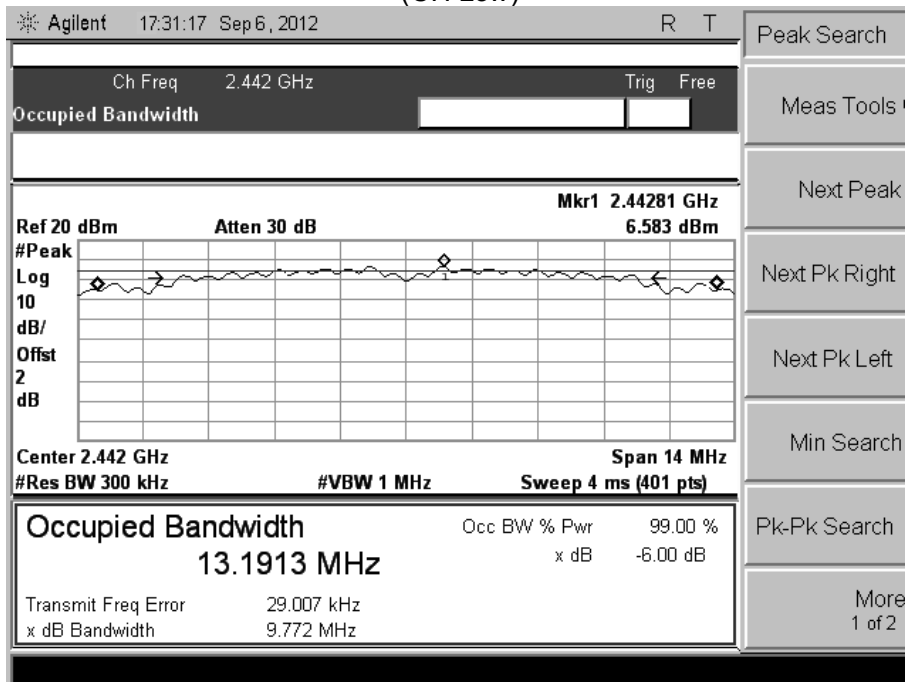 Agilent 17:31:17 Sep 6, 2012 R T
Peak Search
Ch Freq 2.442 GHz Trig Free
Occupied Bandwidth
Meas Tools
Next Peak
Mkr1 2.44281 GHz
Ref 20 dBm Atten 30 dB 6.583 dBm
#Peak
Log
10
dB/
Offst
2
dB
1
Next Pk Right
Next Pk Left
Center 2.442 GHz Span 14 MHz
#Res BW 300 kHz #VBW 1 MHz Sweep 4 ms (401 pts)
Min Search
Occupied Bandwidth Occ BW % Pwr 99.00 %
13.1913 MHz x dB -6.00 dB
Pk-Pk Search
Transmit Freq Error 29.007 kHz
x dB Bandwidth 9.772 MHz
More
1 of 2